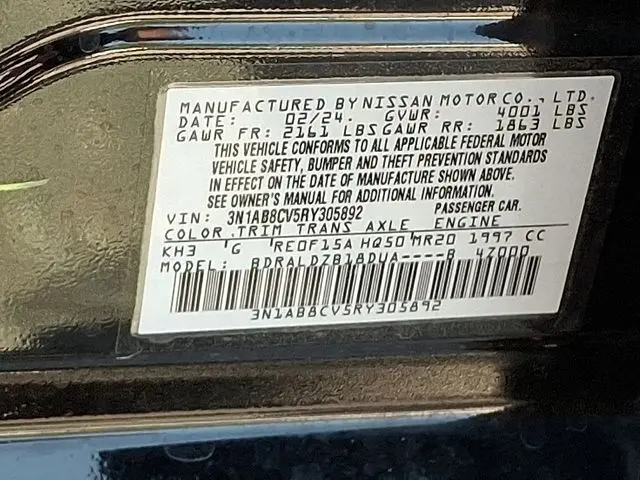 MANUFACTURED BY NISSAN MOTOR CO., LTD.
DATE: 02/24. GVWR: 4001 LBS
GAWR FR: 2161 LBS GAWR RR: 1863 LBS
THIS VEHICLE CONFORMS TO ALL APPLICABLE FEDERAL MOTOR
VEHICLE SAFETY, BUMPER AND THEFT PREVENTION STANDARDS
IN EFFECT ON THE DATE OF MANUFACTURE SHOWN ABOVE.
SEE OWNER'S MANUAL FOR ADDITIONAL INFORMATION.
VIN: 3N1AB8CV5RY305892 PASSENGER CAR.
COLOR TRIM TRANS AXLE ENGINE
KH3 'G 'RE0F15A HQ50'MR20 1997 CC
MODEL: BDRALDZB18DUA----B 4Z000
3N1AB8CV5RY305892